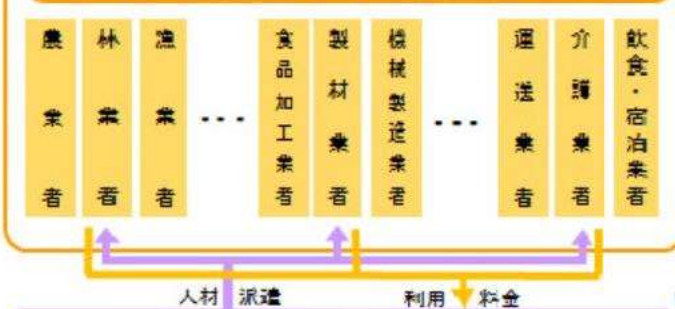 農業者
林業者
漁業者
・・・
食品加工業者
製材業者
機械製造業者
・・・
運送業者
介護業者
飲食・宿泊業者
人材派遣
利用料金